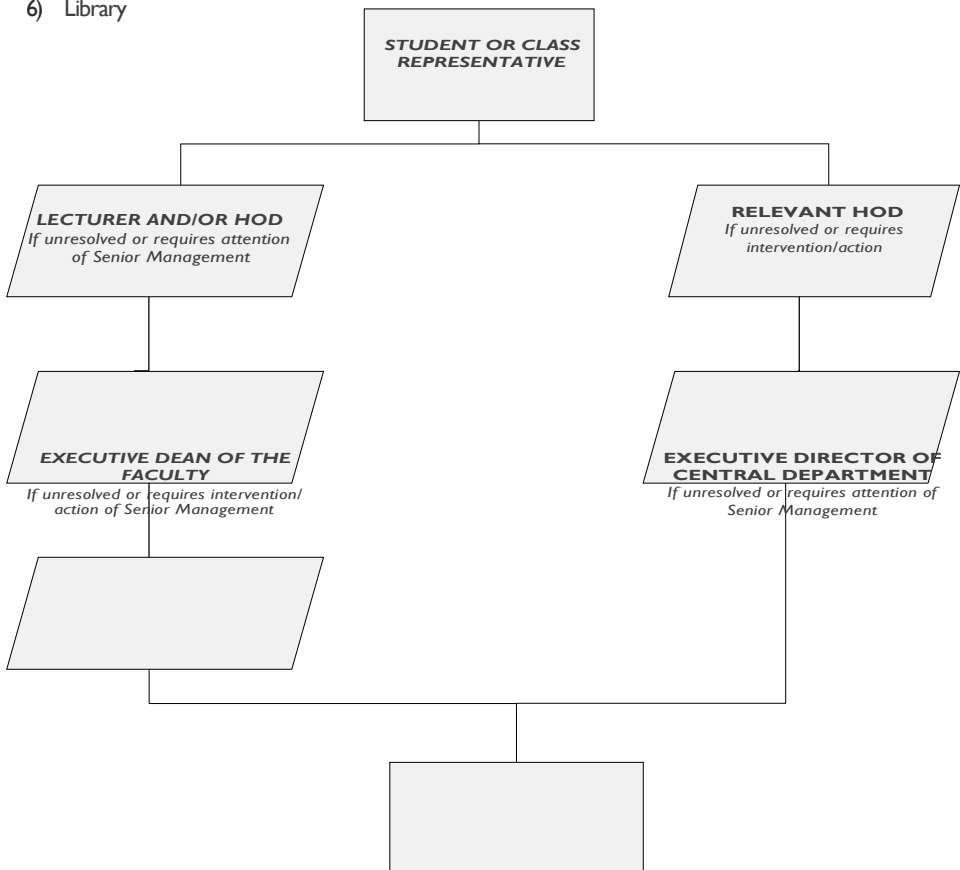 6) Library
STUDENT OR CLASS
REPRESENTATIVE
LECTURER AND/OR HOD
If unresolved or requires attention
of Senior Management
RELEVANT HOD
If unresolved or requires
intervention/action
EXECUTIVE DEAN OF THE
FACULTY
If unresolved or requires intervention/
action of Senior Management
EXECUTIVE DIRECTOR OF
CENTRAL DEPARTMENT
If unresolved or requires attention of
Senior Management